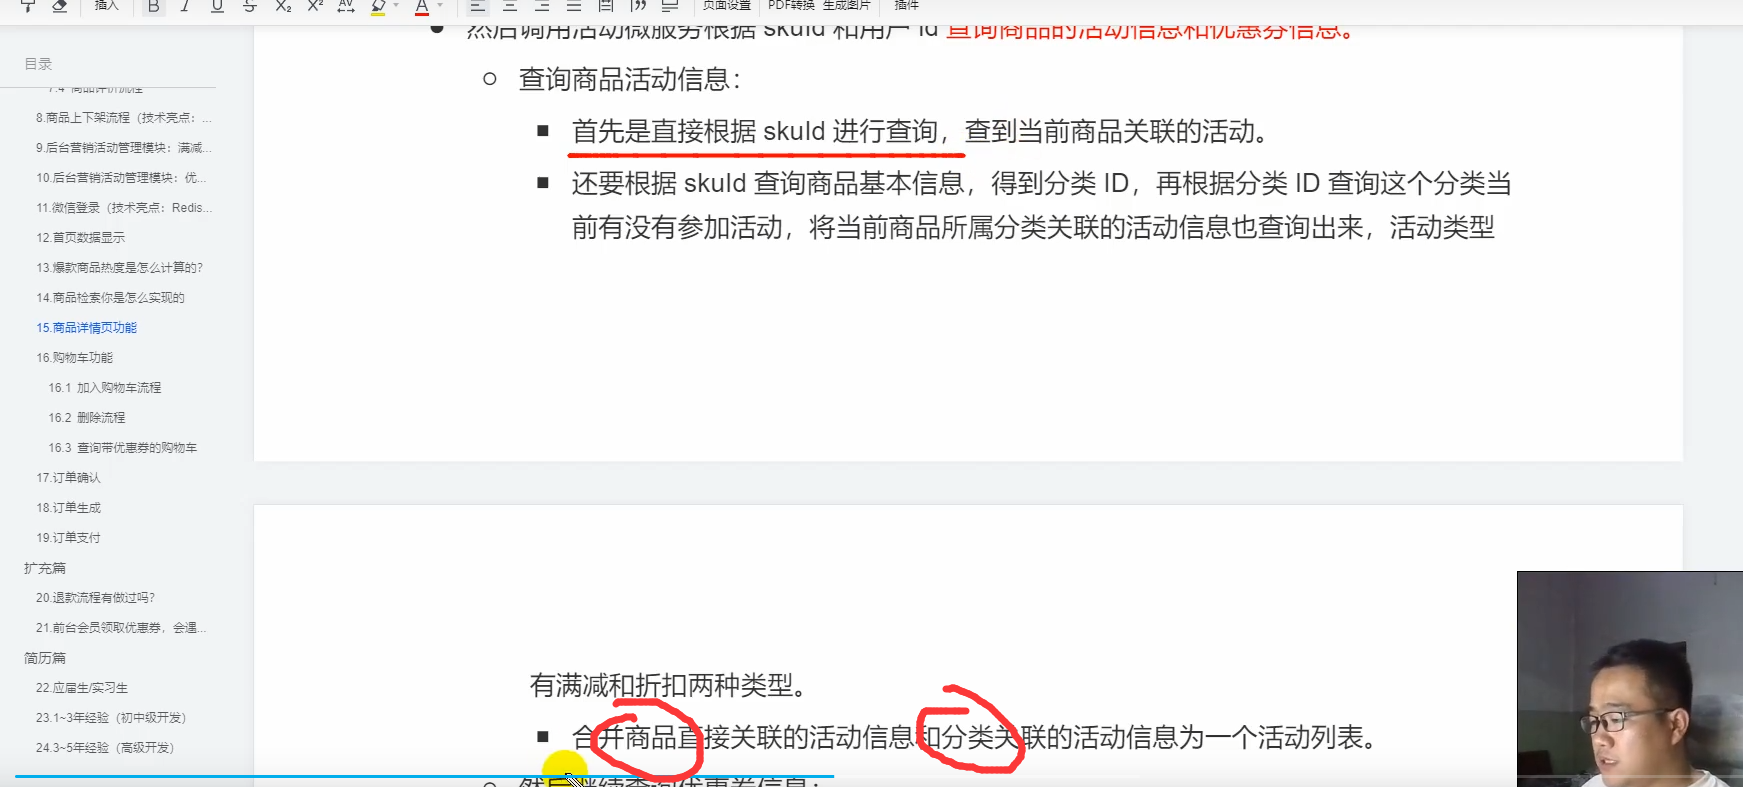 插入
B I U S X₂ X² AV A
页面设置 PDF转换 生成图片 插件
目录
7.4 商品评价流程
8.商品上下架流程（技术亮点：...
9.后台营销活动管理模块：满减...
10.后台营销活动管理模块：优...
11.微信登录（技术亮点：Redis...
12.首页数据显示
13.爆款商品热度是怎么计算的?
14.商品检索你是怎么实现的
15.商品详情页功能
16.购物车功能
16.1 加入购物车流程
16.2 删除流程
16.3 查询带优惠券的购物车
17.订单确认
18.订单生成
19.订单支付
扩充篇
20.退款流程有做过吗?
21.前台会员领取优惠券，会遇...
简历篇
22.应届生/实习生
23.1~3年经验（初中级开发）
24.3~5年经验（高级开发）
然后调用活动微服务根据 skuId 和用户 id 查询商品的活动信息和优惠券信息。
查询商品活动信息：
首先是直接根据 skuId 进行查询，查到当前商品关联的活动。
还要根据 skuId 查询商品基本信息，得到分类 ID，再根据分类 ID 查询这个分类当
前有没有参加活动，将当前商品所属分类关联的活动信息也查询出来，活动类型
有满减和折扣两种类型。
合并商品直接关联的活动信息和分类关联的活动信息为一个活动列表。
然后继续查询优惠券信息：